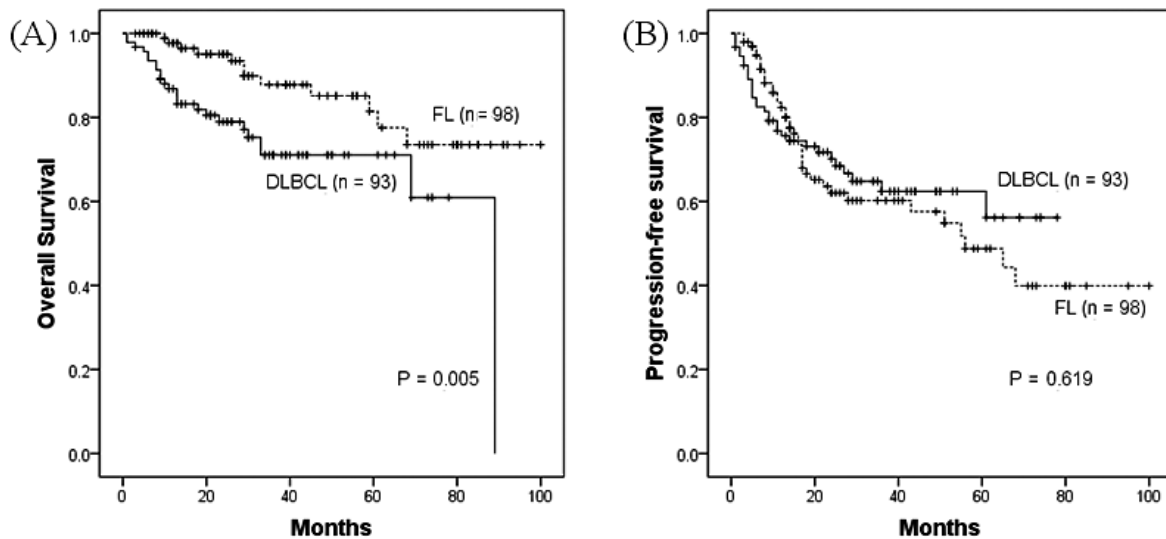 (A)
Overall Survival
1.0
0.8
0.6
0.4
0.2
0.0
FL (n = 98)
DLBCL (n = 93)
P = 0.005
0 20 40 60 80 100
Months
(B)
Progression-free survival
1.0
0.8
0.6
0.4
0.2
0.0
DLBCL (n = 93)
FL (n = 98)
P = 0.619
0 20 40 60 80 100
Months